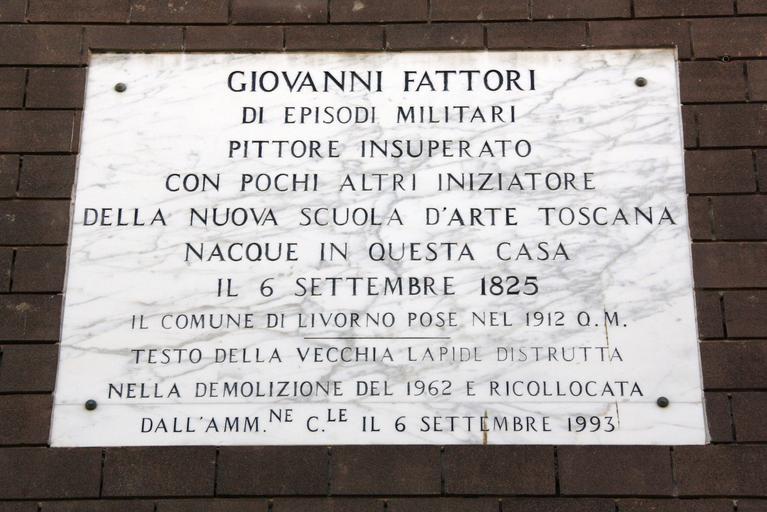 GIOVANNI FATTORI
DI EPISODI MILITARI
PITTORE INSUPERATO
CON POCHI ALTRI INIZIATORE
DELLA NUOVA SCUOLA D'ARTE TOSCANA
NACQUE IN QUESTA CASA
IL 6 SETTEMBRE 1825
IL COMUNE DI LIVORNO POSE NEL 1912 Q.M.
TESTO DELLA VECCHIA LAPIDE DISTRUTTA
NELLA DEMOLIZIONE DEL 1962 E RICOLLOCATA
DALL'AMM.NE C.LE IL 6 SETTEMBRE 1993